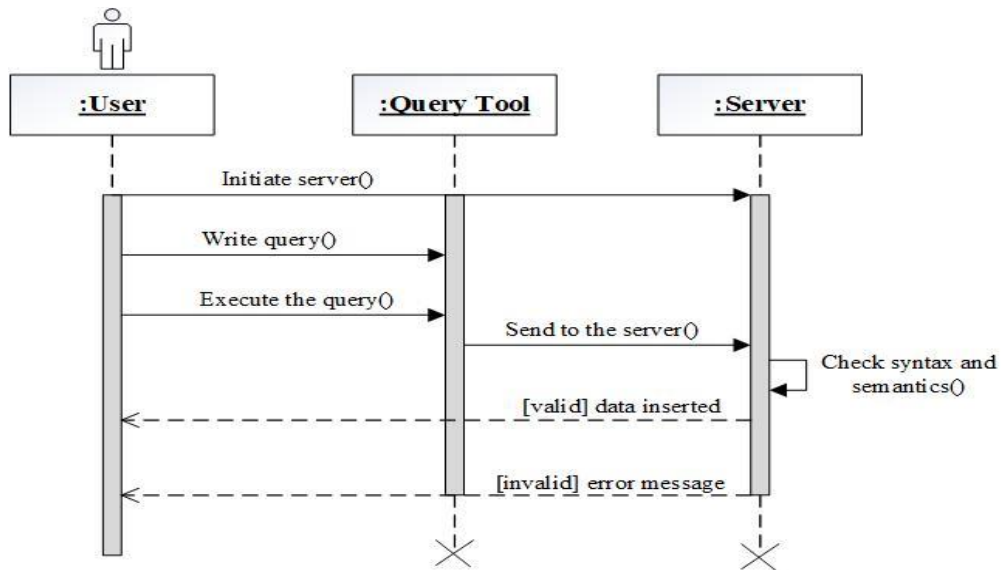 :User
:Query Tool
:Server
Initiate server()
Write query()
Execute the query()
Send to the server()
Check syntax and
semantics()
[valid] data inserted
[invalid] error message